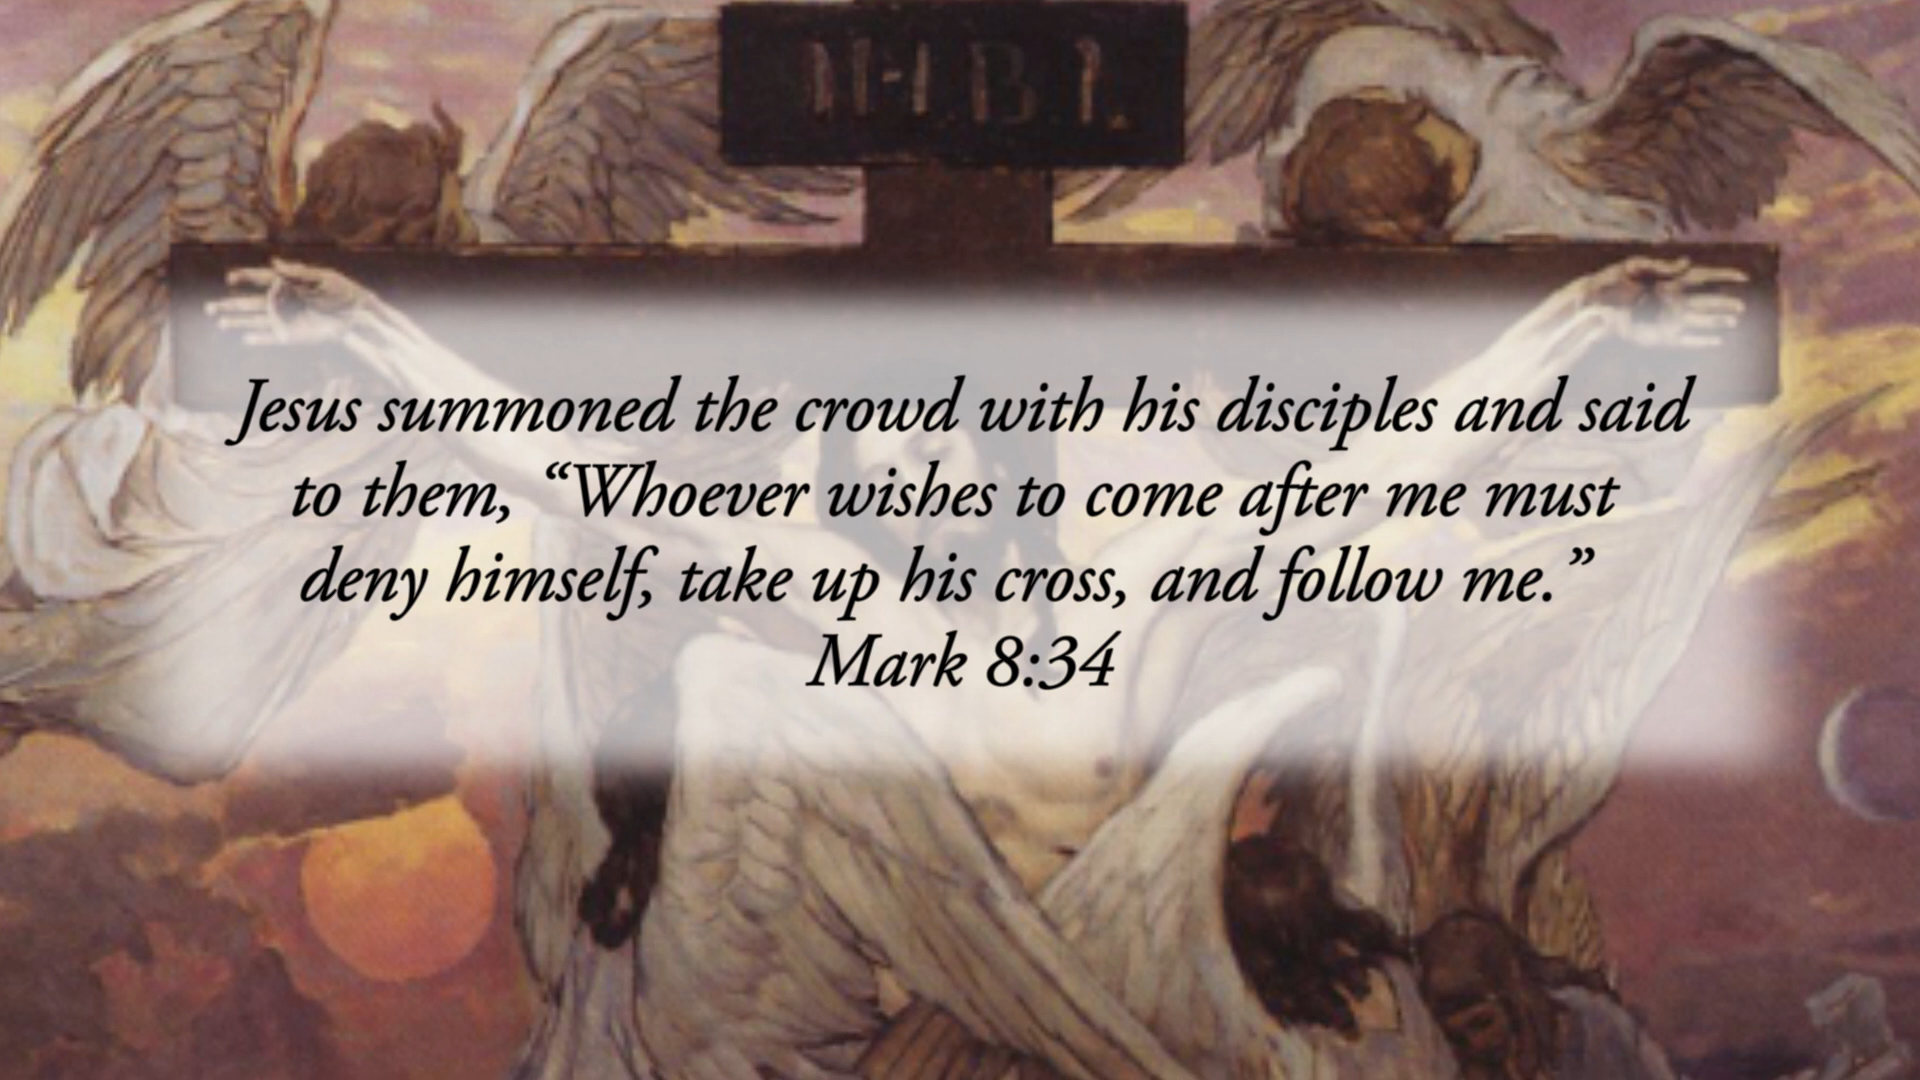 І.Н.В.І.
Jesus summoned the crowd with his disciples and said
to them, “Whoever wishes to come after me must
deny himself, take up his cross, and follow me.”
Mark 8:34